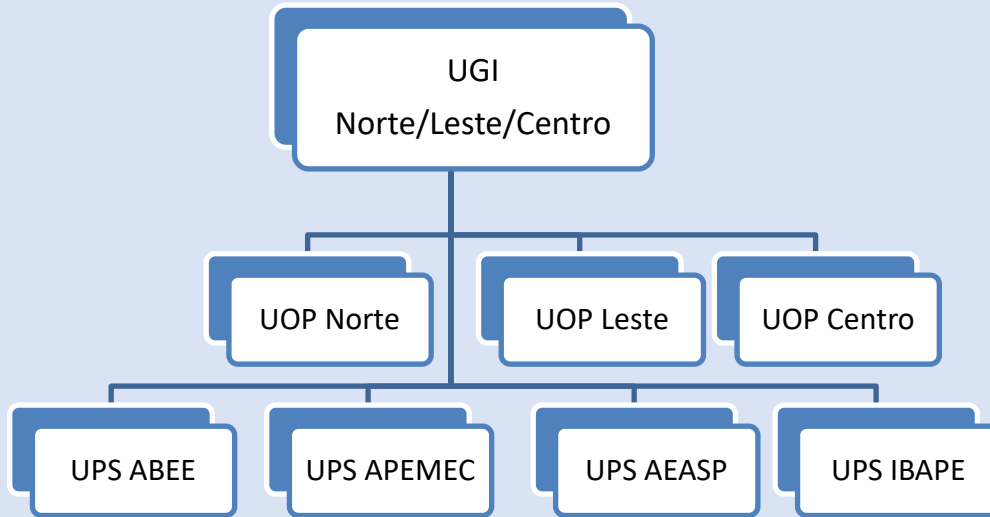 UGI
Norte/Leste/Centro
UOP Norte
UOP Leste
UOP Centro
UPS ABEE
UPS APEMEC
UPS AEASP
UPS IBAPE